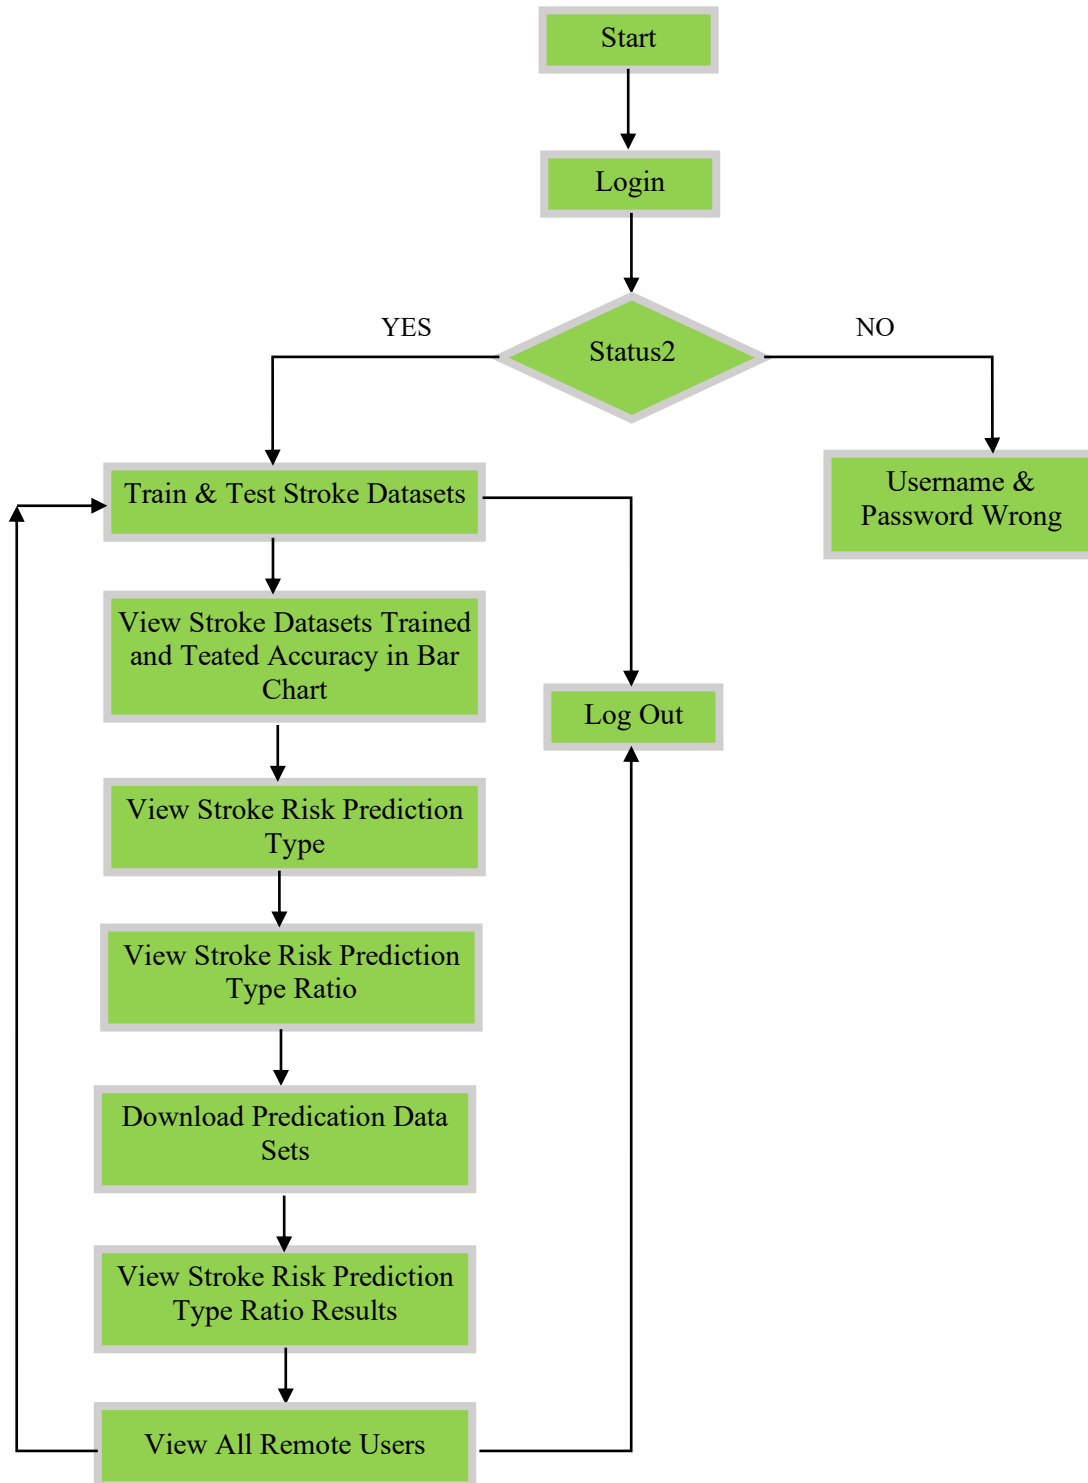 Start
Login
YES
NO
Status2
Train & Test Stroke Datasets
Username &
Password Wrong
View Stroke Datasets Trained
and Teated Accuracy in Bar
Chart
Log Out
View Stroke Risk Prediction
Type
View Stroke Risk Prediction
Type Ratio
Download Predication Data
Sets
View Stroke Risk Prediction
Type Ratio Results
View All Remote Users